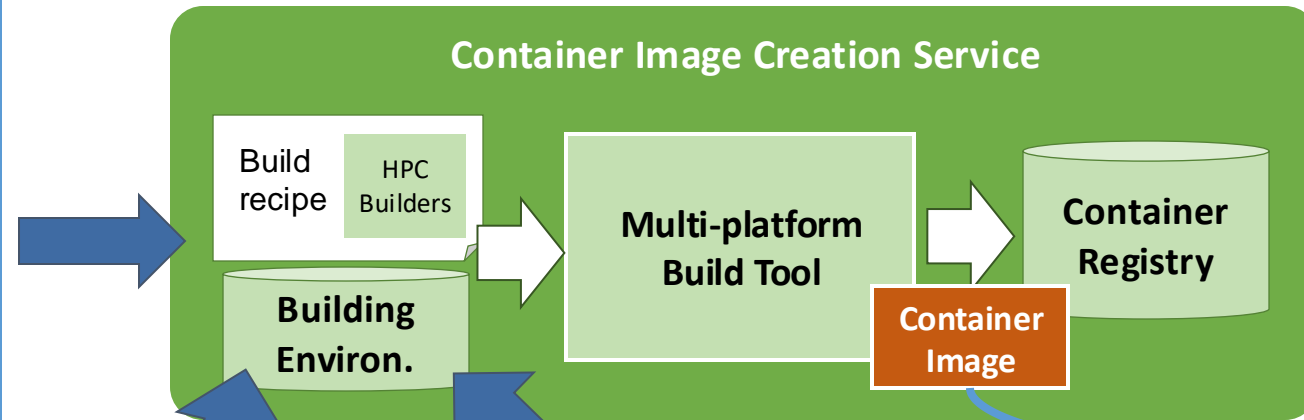 Container Image Creation Service
Build
recipe
HPC
Builders
Building
Environ.
Multi-platform
Build Tool
Container
Image
Container
Registry